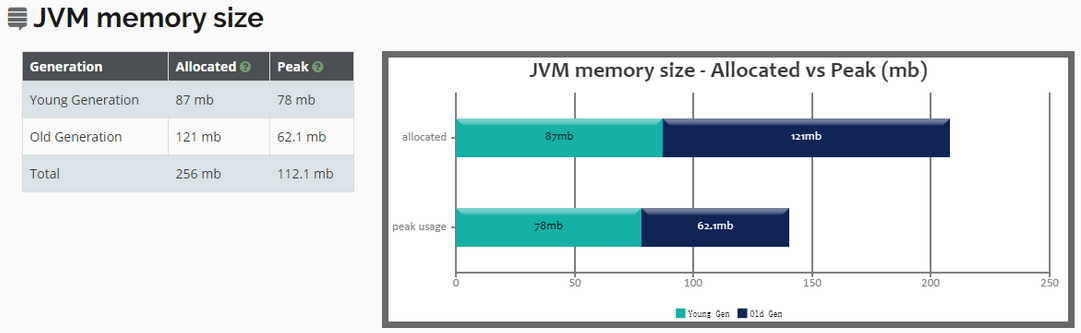 JVM memory size
Generation Allocated ? Peak ?
Young Generation 87 mb 78 mb
Old Generation 121 mb 62.1 mb
Total 256 mb 112.1 mb
JVM memory size - Allocated vs Peak (mb)
allocated 87mb 121mb
peak usage 78mb 62.1mb
0 50 100 150 200 250
Young Gen Old Gen